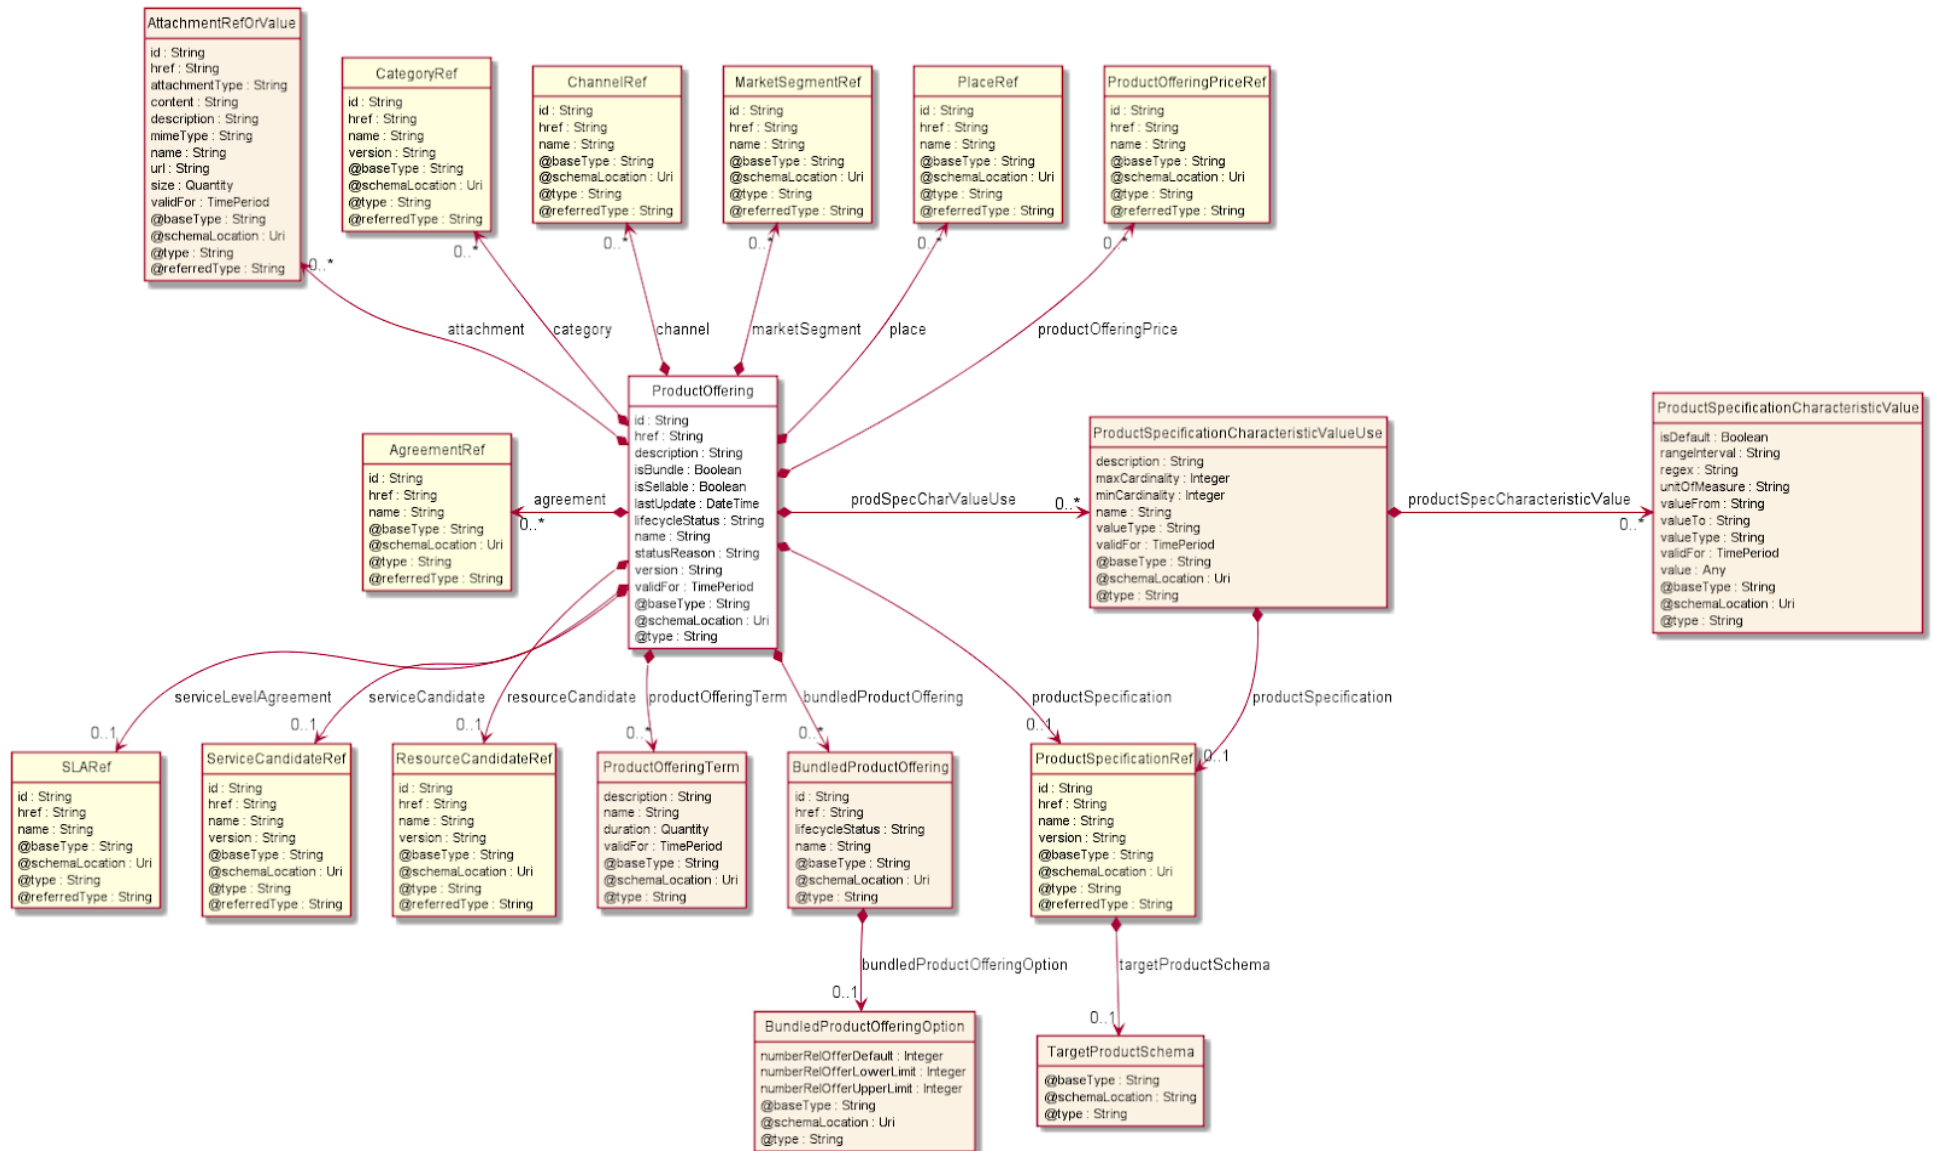 AttachmentRefOrValue
id : String
href : String
attachmentType : String
content : String
description : String
mimeType : String
name : String
url : String
size : Quantity
validFor : TimePeriod
@baseType : String
@schemaLocation : Uri
@type : String
@referredType : String
CategoryRef
id : String
href : String
name : String
version : String
@baseType : String
@schemaLocation : Uri
@type : String
@referredType : String
ChannelRef
id : String
href : String
name : String
@baseType : String
@schemaLocation : Uri
@type : String
@referredType : String
MarketSegmentRef
id : String
href : String
name : String
@baseType : String
@schemaLocation : Uri
@type : String
@referredType : String
PlaceRef
id : String
href : String
name : String
@baseType : String
@schemaLocation : Uri
@type : String
@referredType : String
ProductOfferingPriceRef
id : String
href : String
name : String
@baseType : String
@schemaLocation : Uri
@type : String
@referredType : String
0..*
0..*
0..*
0..*
0..*
0..*
attachment
category
channel
marketSegment
place
productOfferingPrice
ProductOffering
id : String
href : String
description : String
isBundle : Boolean
isSellable : Boolean
lastUpdate : DateTime
lifecycleStatus : String
name : String
statusReason : String
version : String
validFor : TimePeriod
@baseType : String
@schemaLocation : Uri
@type : String
AgreementRef
id : String
href : String
name : String
@baseType : String
@schemaLocation : Uri
@type : String
@referredType : String
agreement
0..*
prodSpecCharValueUse
0..*
ProductSpecificationCharacteristicValueUse
description : String
maxCardinality : Integer
minCardinality : Integer
name : String
valueType : String
validFor : TimePeriod
@baseType : String
@schemaLocation : Uri
@type : String
productSpecCharacteristicValue
0..*
ProductSpecificationCharacteristicValue
isDefault : Boolean
rangeInterval : String
regex : String
unitOfMeasure : String
valueFrom : String
valueTo : String
valueType : String
validFor : TimePeriod
value : Any
@baseType : String
@schemaLocation : Uri
@type : String
serviceLevelAgreement
serviceCandidate
resourceCandidate
productOfferingTerm
bundledProductOffering
productSpecification
productSpecification
0..1
0..1
0..1
0..*
0..*
0..1
0..1
SLARef
id : String
href : String
name : String
@baseType : String
@schemaLocation : Uri
@type : String
@referredType : String
ServiceCandidateRef
id : String
href : String
name : String
version : String
@baseType : String
@schemaLocation : Uri
@type : String
@referredType : String
ResourceCandidateRef
id : String
href : String
name : String
version : String
@baseType : String
@schemaLocation : Uri
@type : String
@referredType : String
ProductOfferingTerm
description : String
name : String
duration : Quantity
validFor : TimePeriod
@baseType : String
@schemaLocation : Uri
@type : String
BundledProductOffering
id : String
href : String
lifecycleStatus : String
name : String
@baseType : String
@schemaLocation : Uri
@type : String
ProductSpecificationRef
id : String
href : String
name : String
version : String
@baseType : String
@schemaLocation : Uri
@type : String
@referredType : String
bundledProductOfferingOption
0..1
targetProductSchema
0..1
BundledProductOfferingOption
numberRelOfferDefault : Integer
numberRelOfferLowerLimit : Integer
numberRelOfferUpperLimit : Integer
@baseType : String
@schemaLocation : Uri
@type : String
TargetProductSchema
@baseType : String
@schemaLocation : String
@type : String